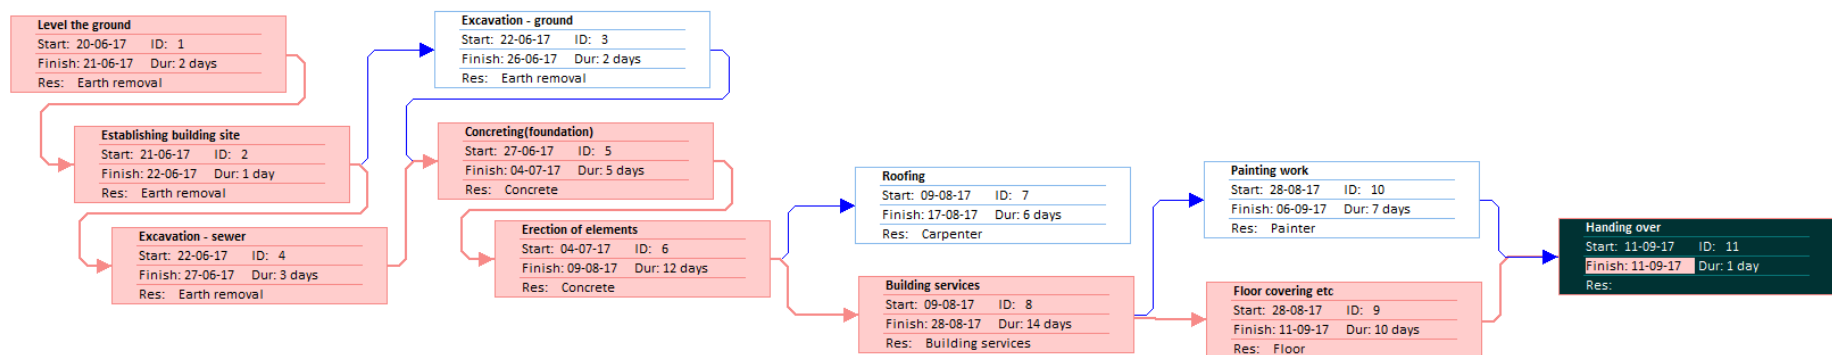 Level the ground
Start: 20-06-17 ID: 1
Finish: 21-06-17 Dur: 2 days
Res: Earth removal
Establishing building site
Start: 21-06-17 ID: 2
Finish: 22-06-17 Dur: 1 day
Res: Earth removal
Excavation - ground
Start: 22-06-17 ID: 3
Finish: 26-06-17 Dur: 2 days
Res: Earth removal
Excavation - sewer
Start: 22-06-17 ID: 4
Finish: 27-06-17 Dur: 3 days
Res: Earth removal
Concreting(foundation)
Start: 27-06-17 ID: 5
Finish: 04-07-17 Dur: 5 days
Res: Concrete
Erection of elements
Start: 04-07-17 ID: 6
Finish: 09-08-17 Dur: 12 days
Res: Concrete
Roofing
Start: 09-08-17 ID: 7
Finish: 17-08-17 Dur: 6 days
Res: Carpenter
Building services
Start: 09-08-17 ID: 8
Finish: 28-08-17 Dur: 14 days
Res: Building services
Painting work
Start: 28-08-17 ID: 10
Finish: 06-09-17 Dur: 7 days
Res: Painter
Floor covering etc
Start: 28-08-17 ID: 9
Finish: 11-09-17 Dur: 10 days
Res: Floor
Handing over
Start: 11-09-17 ID: 11
Finish: 11-09-17 Dur: 1 day
Res: